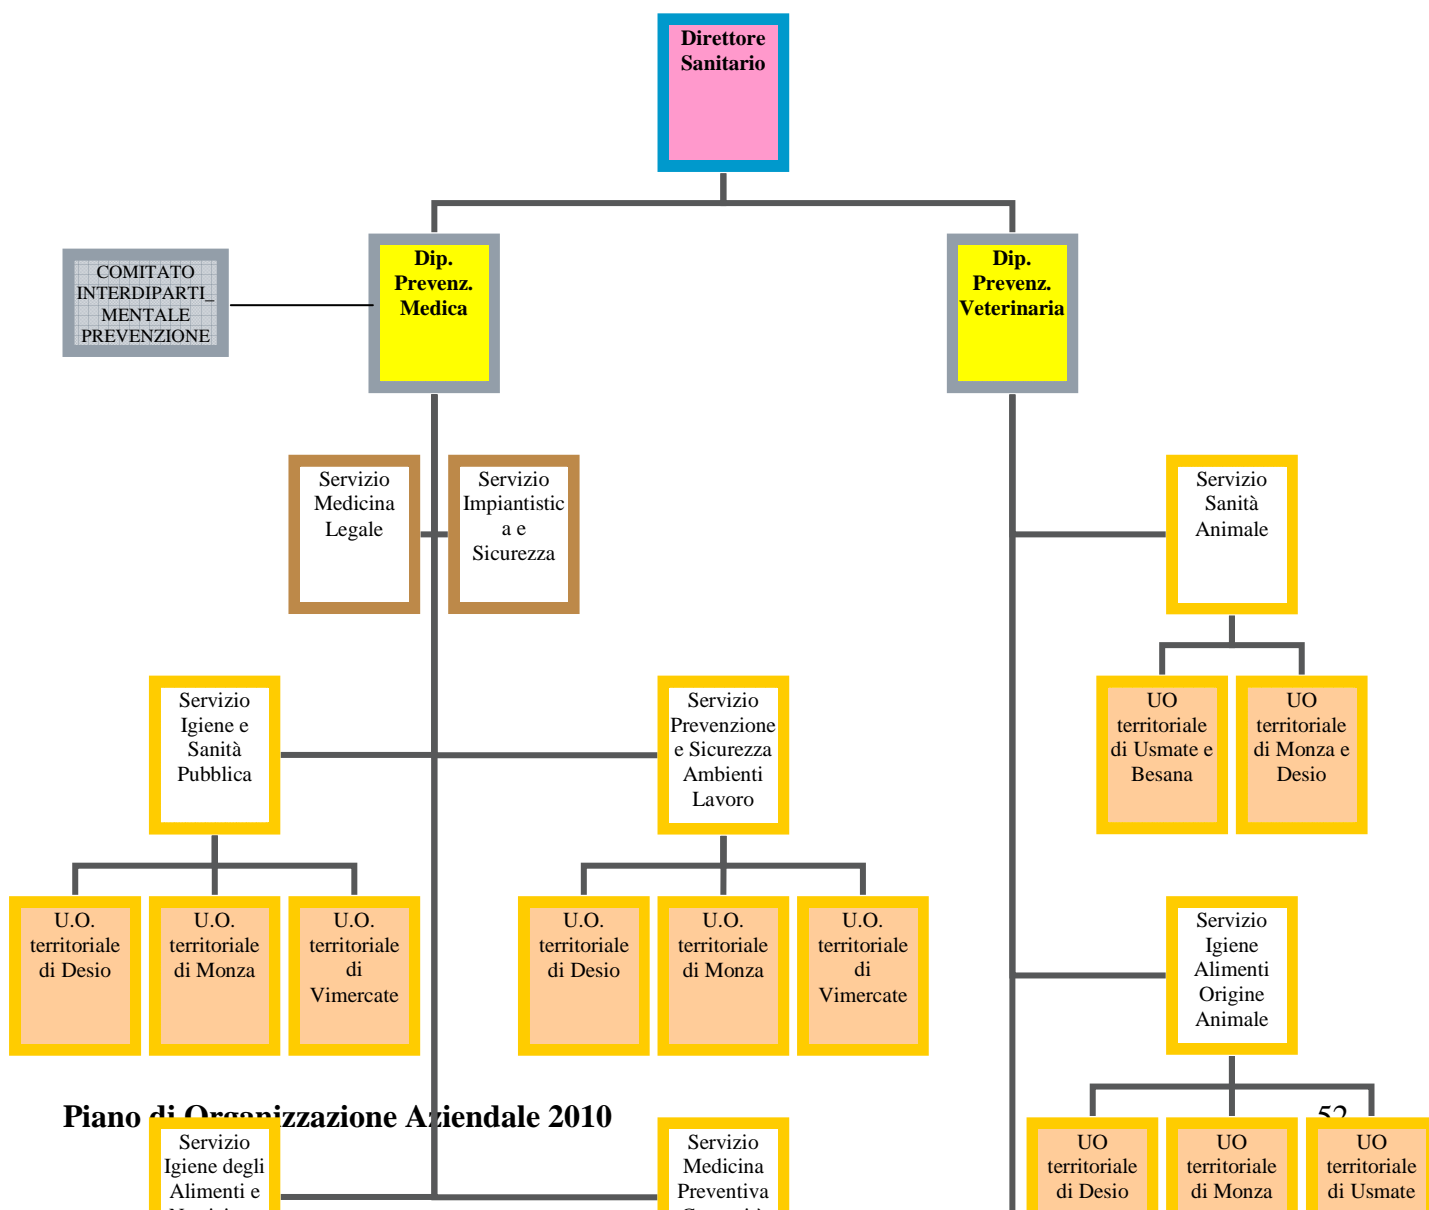 Direttore
Sanitario
COMITATO
INTERDIPARTI_
MENTALE
PREVENZIONE
Dip.
Prevenz.
Medica
Dip.
Prevenz.
Veterinaria
Servizio
Medicina
Legale
Servizio
Impiantistic
a e
Sicurezza
Servizio
Sanità
Animale
Servizio
Igiene e
Sanità
Pubblica
Servizio
Prevenzione
e Sicurezza
Ambienti
Lavoro
UO
territoriale
di Usmate e
Besana
UO
territoriale
di Monza e
Desio
U.O.
territoriale
di Desio
U.O.
territoriale
di Monza
U.O.
territoriale
di
Vimercate
U.O.
territoriale
di Desio
U.O.
territoriale
di Monza
U.O.
territoriale
di
Vimercate
Servizio
Igiene
Alimenti
Origine
Animale
Piano di Organizzazione Aziendale 2010
52
Servizio
Igiene degli
Alimenti e
Servizio
Medicina
Preventiva
UO
territoriale
di Desio
UO
territoriale
di Monza
UO
territoriale
di Usmate